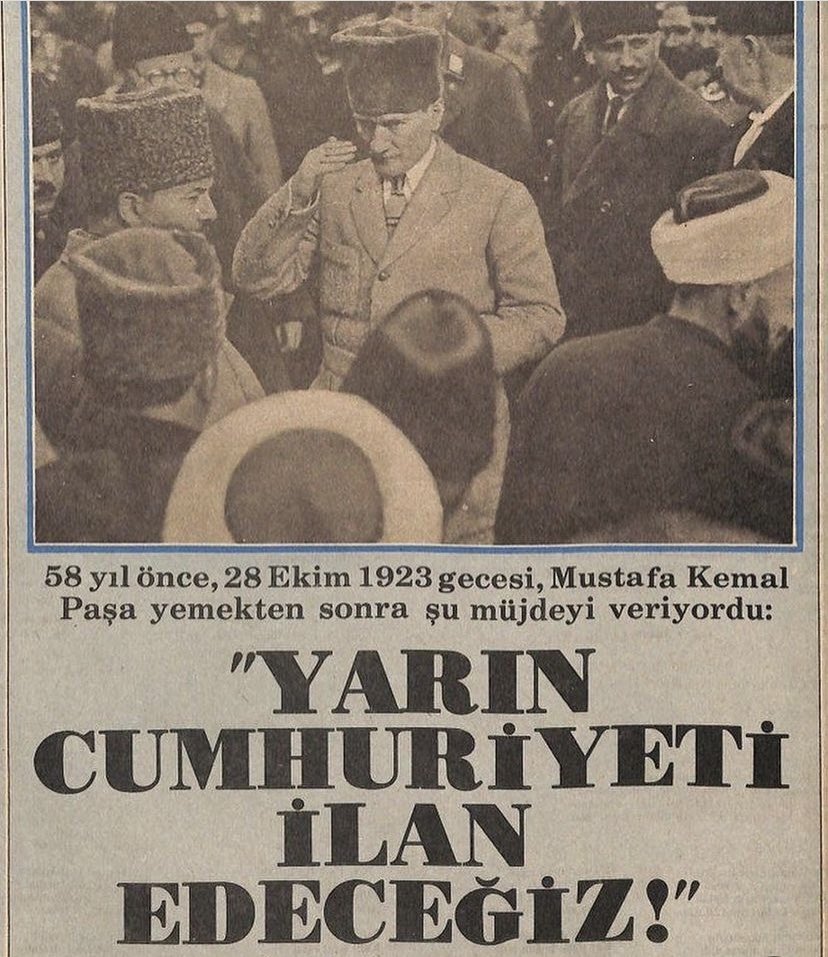 58 yıl önce, 28 Ekim 1923 gecesi, Mustafa Kemal
Paşa yemekten sonra şu müjdeyi veriyordu:
"YARIN
CUMHURİYETİ
İLAN
EDECEĞİZ!"